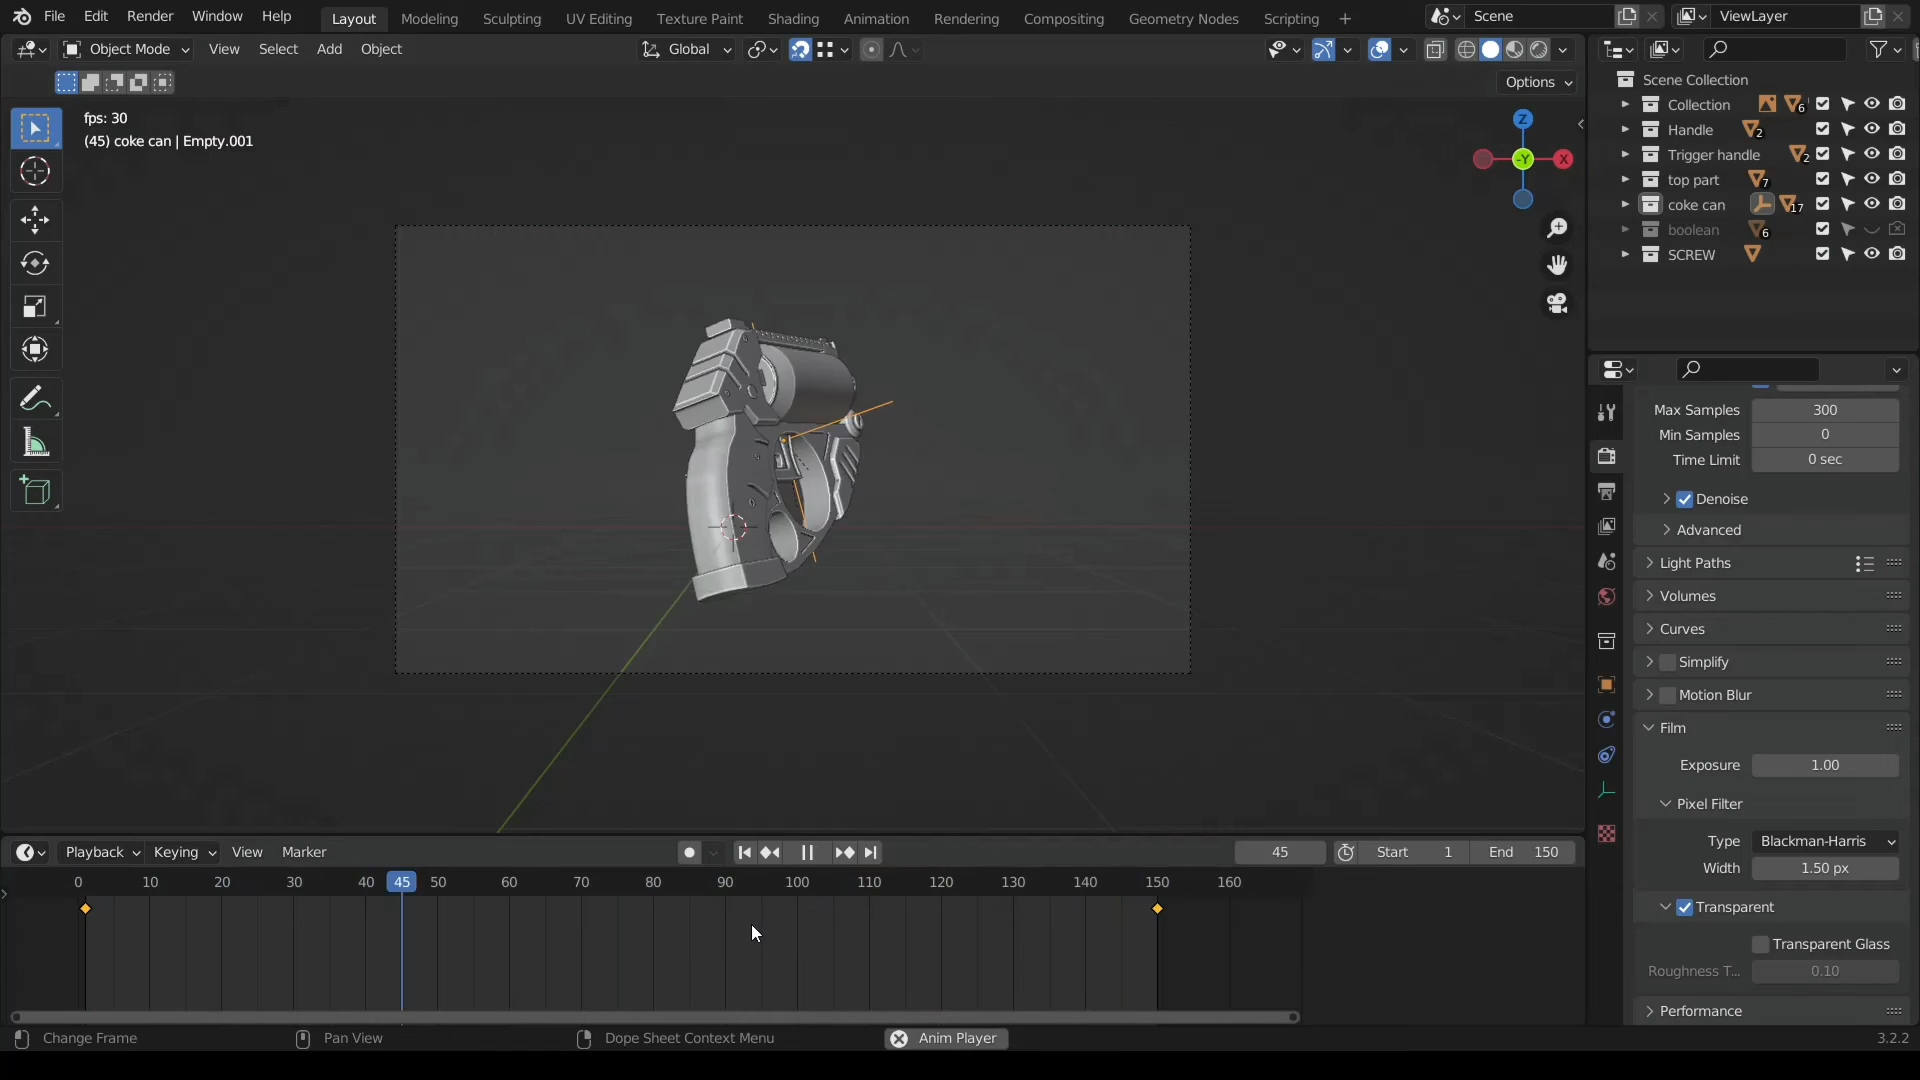 File Edit Render Window Help Layout Modeling Sculpting UV Editing Texture Paint Shading Animation Rendering Compositing Geometry Nodes Scripting + Scene ViewLayer
Object Mode View Select Add Object Global
Options
fps: 30
(45) coke can | Empty.001
Z
-Y X
Scene Collection
Collection 6
Handle 2
Trigger handle 2
top part 7
coke can 17
boolean 6
SCREW
Max Samples 300
Min Samples 0
Time Limit 0 sec
Denoise
Advanced
Light Paths
Volumes
Curves
Simplify
Motion Blur
Film
Exposure 1.00
Pixel Filter
Type Blackman-Harris
Width 1.50 px
Transparent
Transparent Glass
Roughness T... 0.10
Performance
Playback Keying View Marker 45 Start 1 End 150
0 10 20 30 40 45 50 60 70 80 90 100 110 120 130 140 150 160
Change Frame Pan View Dope Sheet Context Menu Anim Player 3.2.2